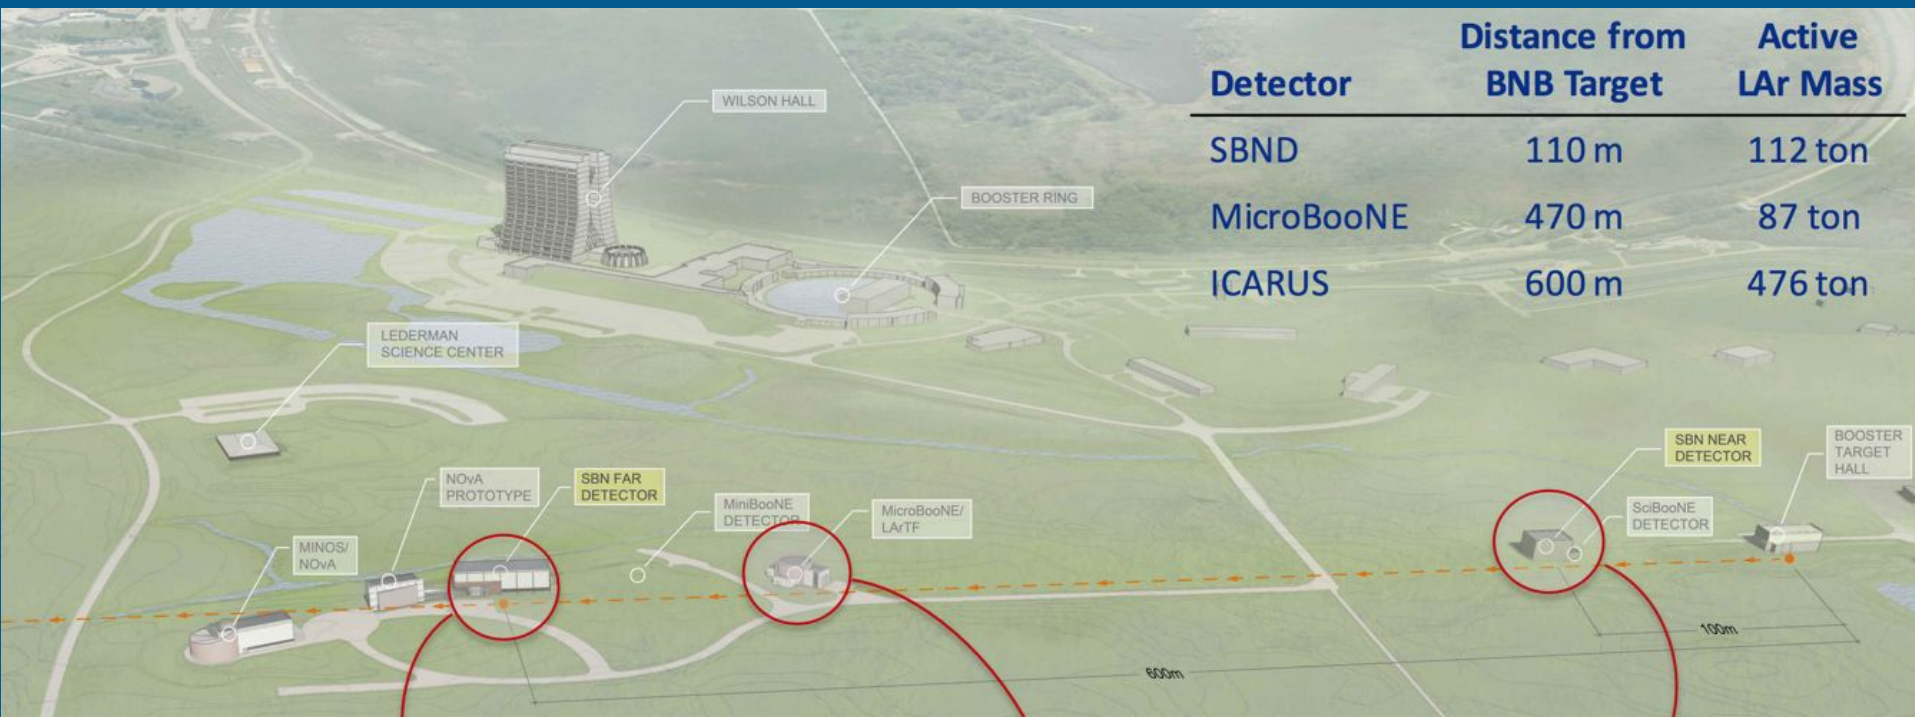 Distance from Active
Detector BNB Target LAr Mass
SBND 110 m 112 ton
MicroBooNE 470 m 87 ton
ICARUS 600 m 476 ton
WILSON HALL
BOOSTER RING
LEDERMAN
SCIENCE CENTER
NOvA
PROTOTYPE
SBN FAR
DETECTOR
MiniBooNE
DETECTOR
MicroBooNE/
LArTF
SBN NEAR
DETECTOR
BOOSTER
TARGET
HALL
SciBooNE
DETECTOR
MINOS/
NOvA
100m
600m